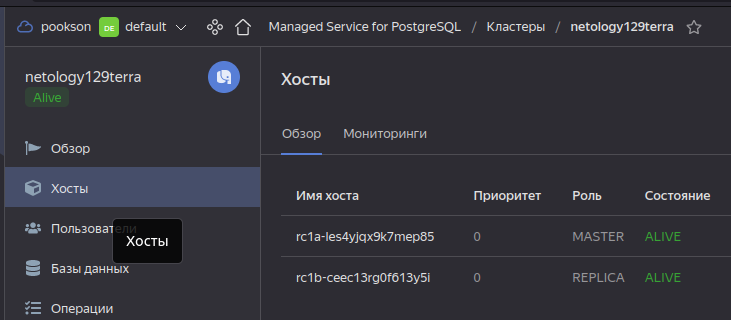 pookson DE default Managed Service for PostgreSQL / Кластеры / netology129terra
netology129terra
Alive
Обзор
Хосты
Пользователи
Хосты
Базы данных
Операции
Хосты
Обзор Мониторинги
Имя хоста Приоритет Роль Состояние
rc1a-les4yjqx9k7mep85 0 MASTER ALIVE
rc1b-ceec13rg0f613y5i 0 REPLICA ALIVE